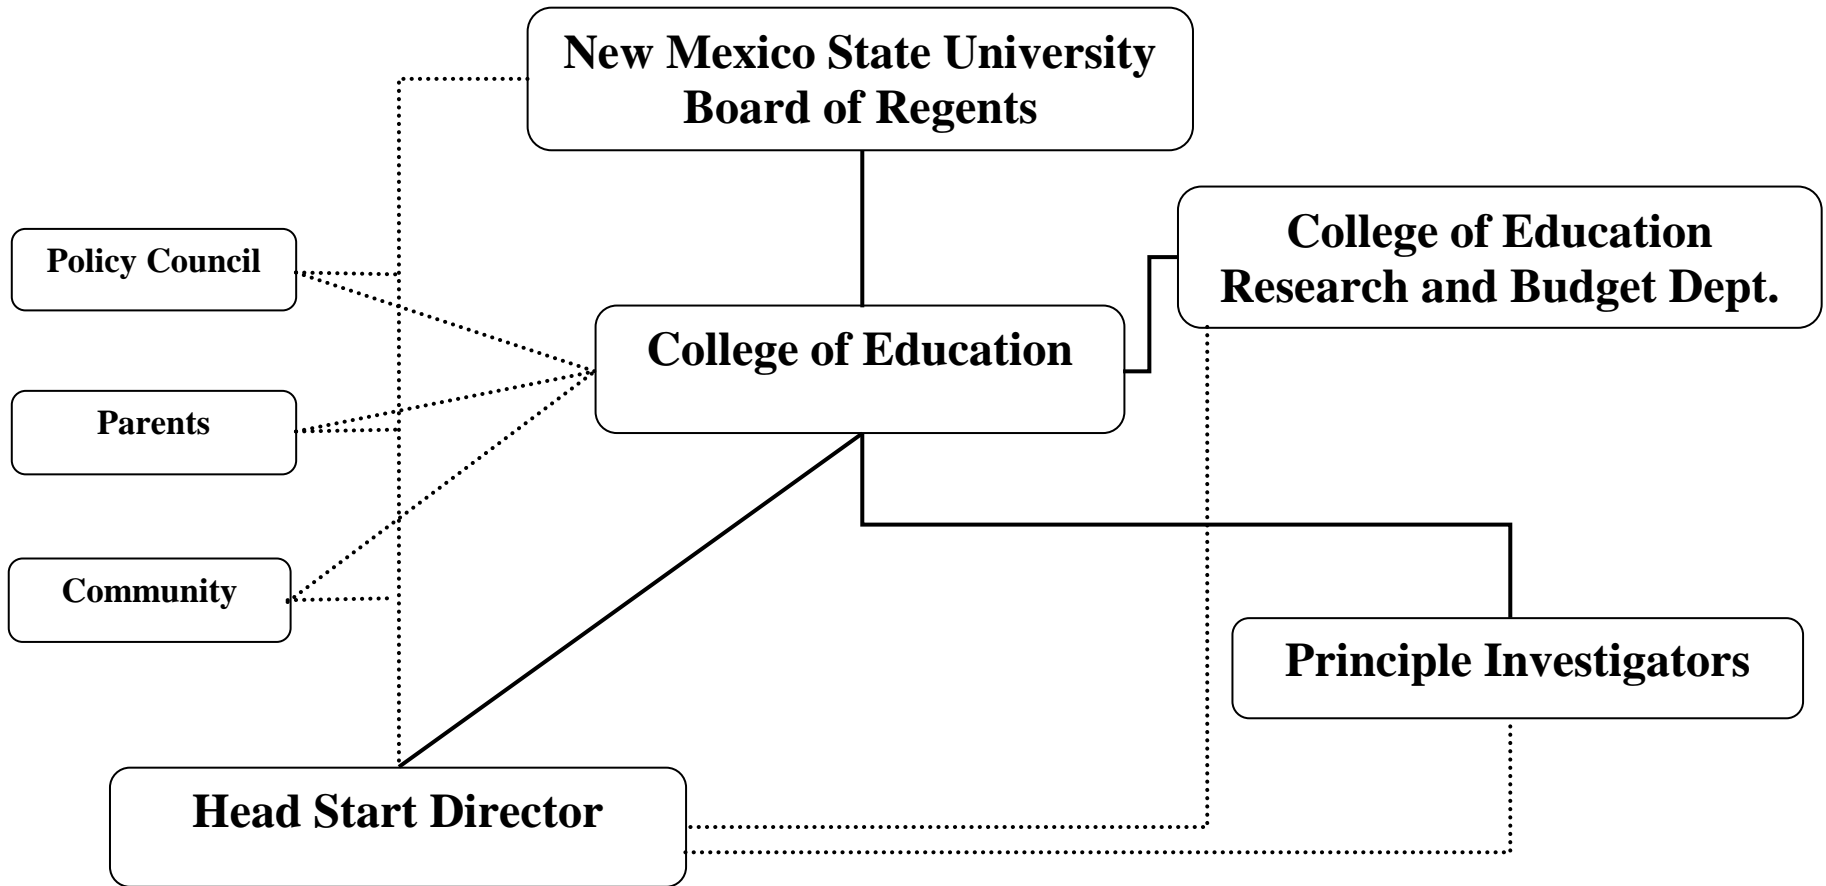 New Mexico State University
Board of Regents
College of Education
Research and Budget Dept.
Policy Council
College of Education
Parents
Community
Principle Investigators
Head Start Director